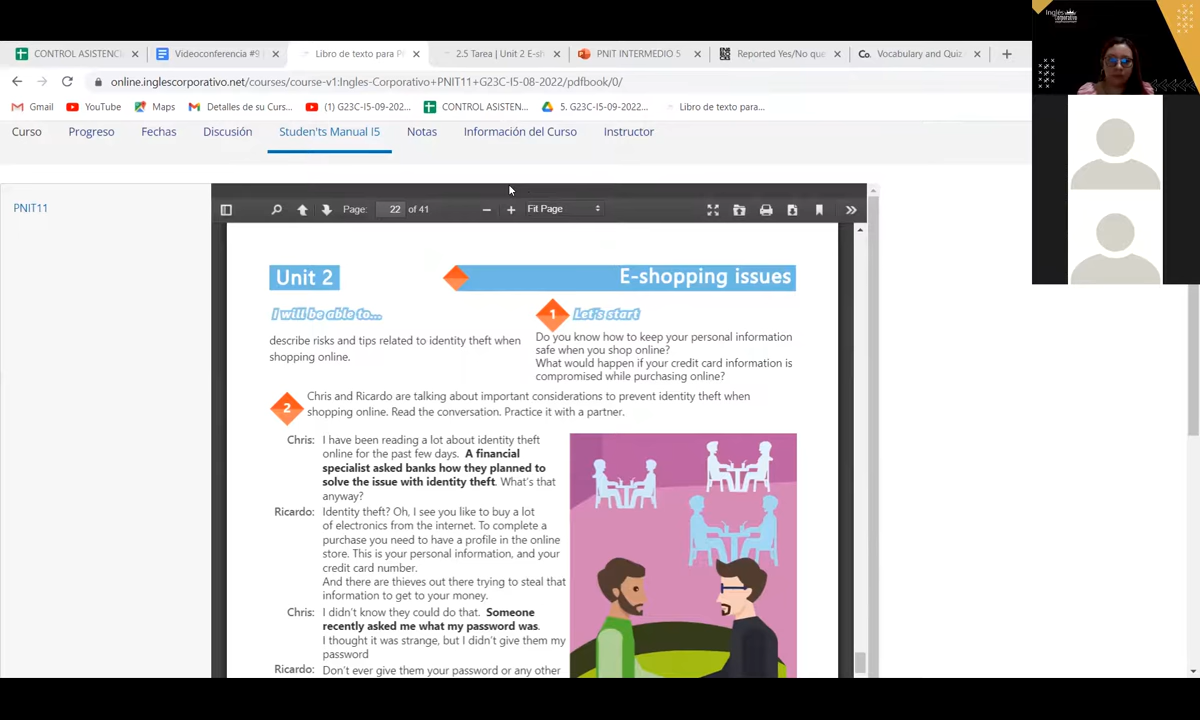 Inglés
Corporativo
CONTROL ASISTENC
Videoconferencia #9
Libro de texto para P
2.5 Tarea | Unit 2 E-sh
PNIT INTERMEDIO 5
Reported Yes/No que
Vocabulary and Quiz.
online.inglescorporativo.net/courses/course-v1:Ingles-Corporativo+PNIT11+G23C-I5-08-2022/pdfbook/0/
Gmail
YouTube
Maps
Detalles de su Curs...
(1) G23C-I5-09-202...
CONTROL ASISTEN...
5. G23C-I5-09-2022...
Libro de texto para...
Curso
Progreso
Fechas
Discusión
Studen'ts Manual I5
Notas
Información del Curso
Instructor
PNIT11
Page: 22 of 41
Fit Page
Unit 2
E-shopping issues
I will be able to...
describe risks and tips related to identity theft when
shopping online.
1 Let's start
Do you know how to keep your personal information
safe when you shop online?
What would happen if your credit card information is
compromised while purchasing online?
2
Chris and Ricardo are talking about important considerations to prevent identity theft when
shopping online. Read the conversation. Practice it with a partner.
Chris: I have been reading a lot about identity theft
online for the past few days. A financial
specialist asked banks how they planned to
solve the issue with identity theft. What's that
anyway?
Ricardo: Identity theft? Oh, I see you like to buy a lot
of electronics from the internet. To complete a
purchase you need to have a profile in the online
store. This is your personal information, and your
credit card number.
And there are thieves out there trying to steal that
information to get to your money.
Chris: I didn't know they could do that. Someone
recently asked me what my password was.
I thought it was strange, but I didn't give them my
password
Ricardo: Don't ever give them your password or any other